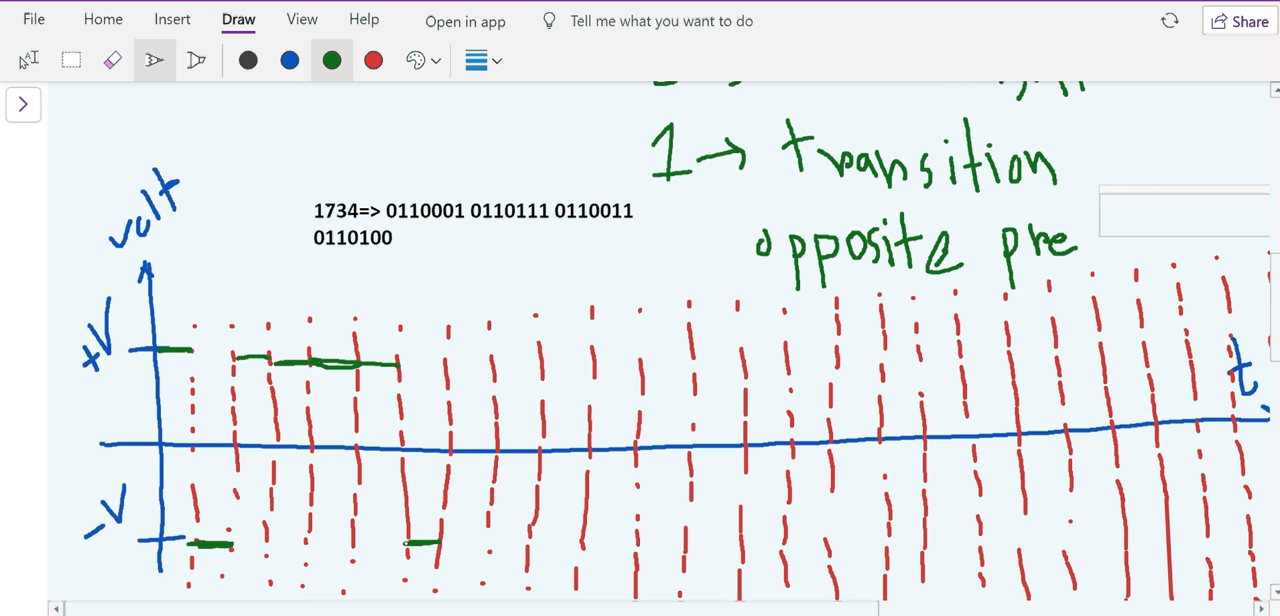 File Home Insert Draw View Help Open in app Tell me what you want to do Share
1 → transition
opposite pre
volt
1734=> 0110001 0110111 0110011
0110100
+V
t
-V